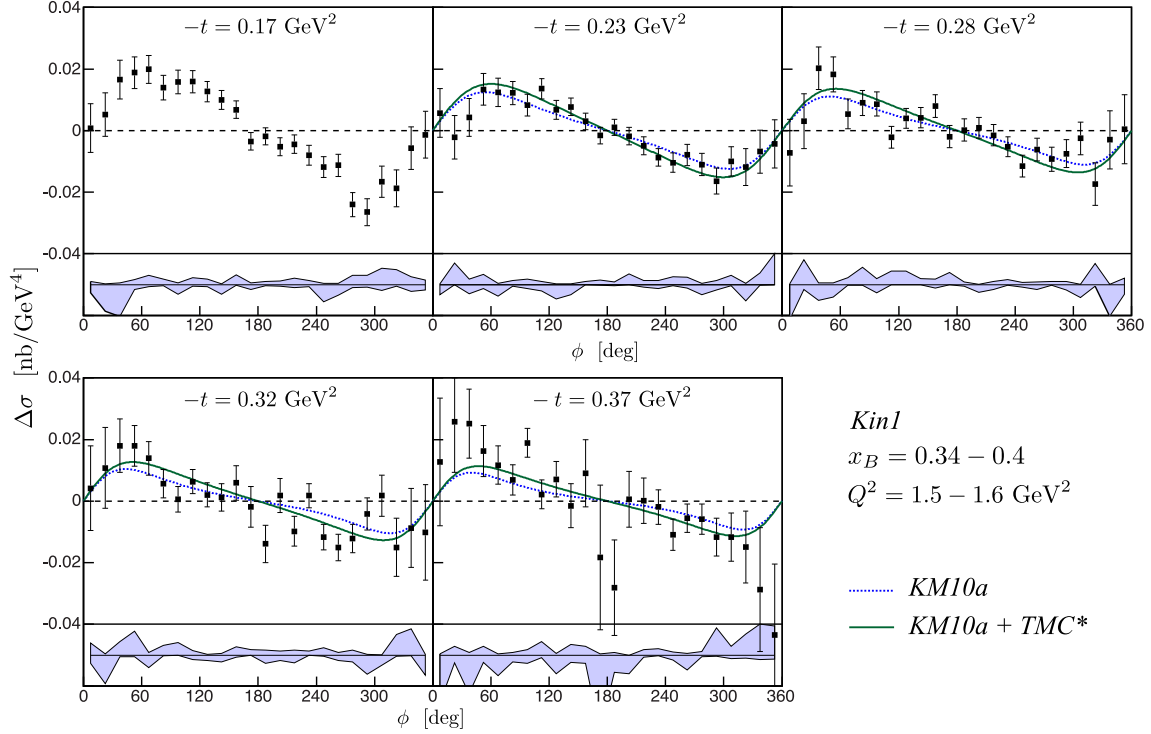 −t = 0.17 GeV²
−t = 0.23 GeV²
−t = 0.28 GeV²
0.04
0.02
0
-0.02
-0.04
0 60 120 180 240 300
0 60 120 180 240 300
0 60 120 180 240 300 360
ϕ [deg]
ϕ [deg]
Δσ [nb/GeV⁴]
−t = 0.32 GeV²
− t = 0.37 GeV²
0.04
0.02
0
-0.02
-0.04
0 60 120 180 240 300
0 60 120 180 240 300 360
ϕ [deg]
Kin1
x_B = 0.34 − 0.4
Q² = 1.5 − 1.6 GeV²
KM10a
KM10a + TMC*